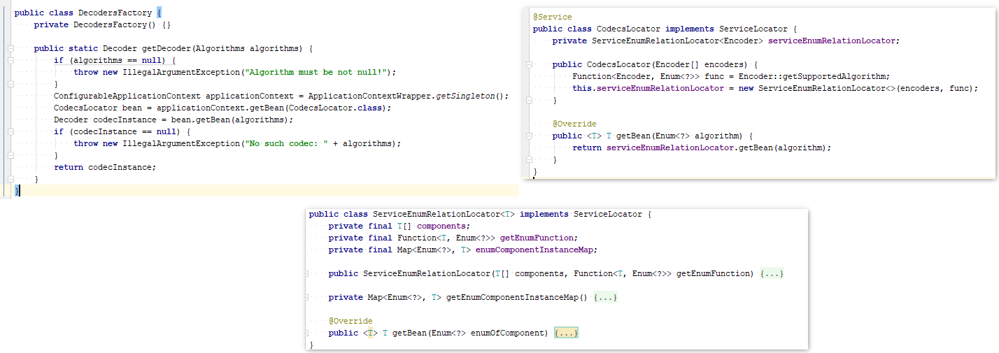 public class DecodersFactory {
private DecodersFactory() {}
public static Decoder getDecoder(Algorithms algorithms) {
if (algorithms == null) {
throw new IllegalArgumentException("Algorithm must be not null!");
}
ConfigurableApplicationContext applicationContext = ApplicationContextWrapper.getSingleton();
CodecsLocator bean = applicationContext.getBean(CodecsLocator.class);
Decoder codecInstance = bean.getBean(algorithms);
if (codecInstance == null) {
throw new IllegalArgumentException("No such codec: " + algorithms);
}
return codecInstance;
}
}
@Service
public class CodecsLocator implements ServiceLocator {
private ServiceEnumRelationLocator<Encoder> serviceEnumRelationLocator;
public CodecsLocator(Encoder[] encoders) {
Function<Encoder, Enum<?>> func = Encoder::getSupportedAlgorithm;
this.serviceEnumRelationLocator = new ServiceEnumRelationLocator<>(encoders, func);
}
@Override
public <T> T getBean(Enum<?> algorithm) {
return serviceEnumRelationLocator.getBean(algorithm);
}
}
public class ServiceEnumRelationLocator<T> implements ServiceLocator {
private final T[] components;
private final Function<T, Enum<?>> getEnumFunction;
private final Map<Enum<?>, T> enumComponentInstanceMap;
public ServiceEnumRelationLocator(T[] components, Function<T, Enum<?>> getEnumFunction) {...}
private Map<Enum<?>, T> getEnumComponentInstanceMap() {...}
@Override
public <T> T getBean(Enum<?> enumOfComponent) {...}
}